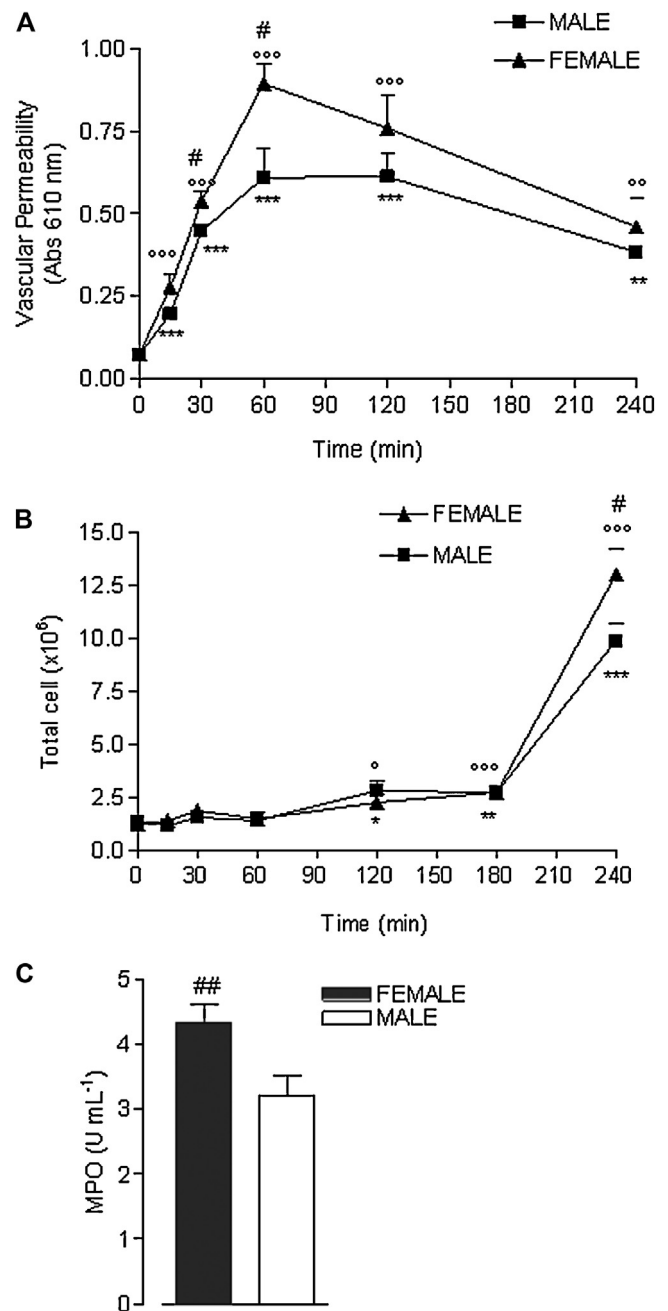 A
MALE
FEMALE
#
°°°
°°°
#
°°°
°°°
°°
***
***
***
***
**
1.00
0.75
0.50
0.25
0.00
Vascular Permeability
(Abs 610 nm)
0 30 60 90 120 150 180 210 240
Time (min)
B
FEMALE
MALE
#
°°°
***
°
°°°
*
**
15.0
12.5
10.0
7.5
5.0
2.5
0.0
Total cell (x10⁶)
0 30 60 90 120 150 180 210 240
Time (min)
C
##
FEMALE
MALE
5
4
3
2
1
0
MPO (U mL⁻¹)